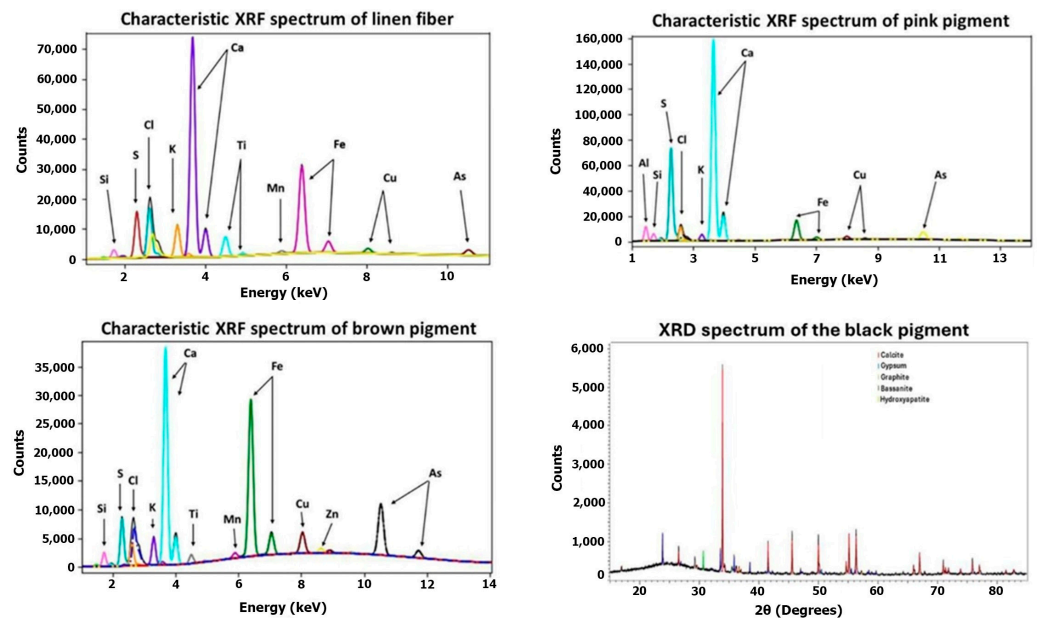 Characteristic XRF spectrum of linen fiber
70,000
60,000
50,000
40,000
30,000
20,000
10,000
0
Counts
Si
S
Cl
K
Ca
Ti
Mn
Fe
Cu
As
2
4
6
8
10
Energy (keV)
Characteristic XRF spectrum of pink pigment
160,000
140,000
120,000
100,000
80,000
60,000
40,000
20,000
0
Counts
Al
Si
S
Cl
K
Ca
Fe
Cu
As
1
3
5
7
9
11
13
Energy (keV)
Characteristic XRF spectrum of brown pigment
35,000
30,000
25,000
20,000
15,000
10,000
5,000
0
Counts
Si
S
Cl
K
Ca
Ti
Mn
Fe
Cu
Zn
As
2
4
6
8
10
12
14
Energy (keV)
XRD spectrum of the black pigment
6,000
5,000
4,000
3,000
2,000
1,000
0
Counts
Calcite
Gypsum
Graphite
Bassanite
Hydroxyapatite
20
30
40
50
60
70
80
2θ (Degrees)